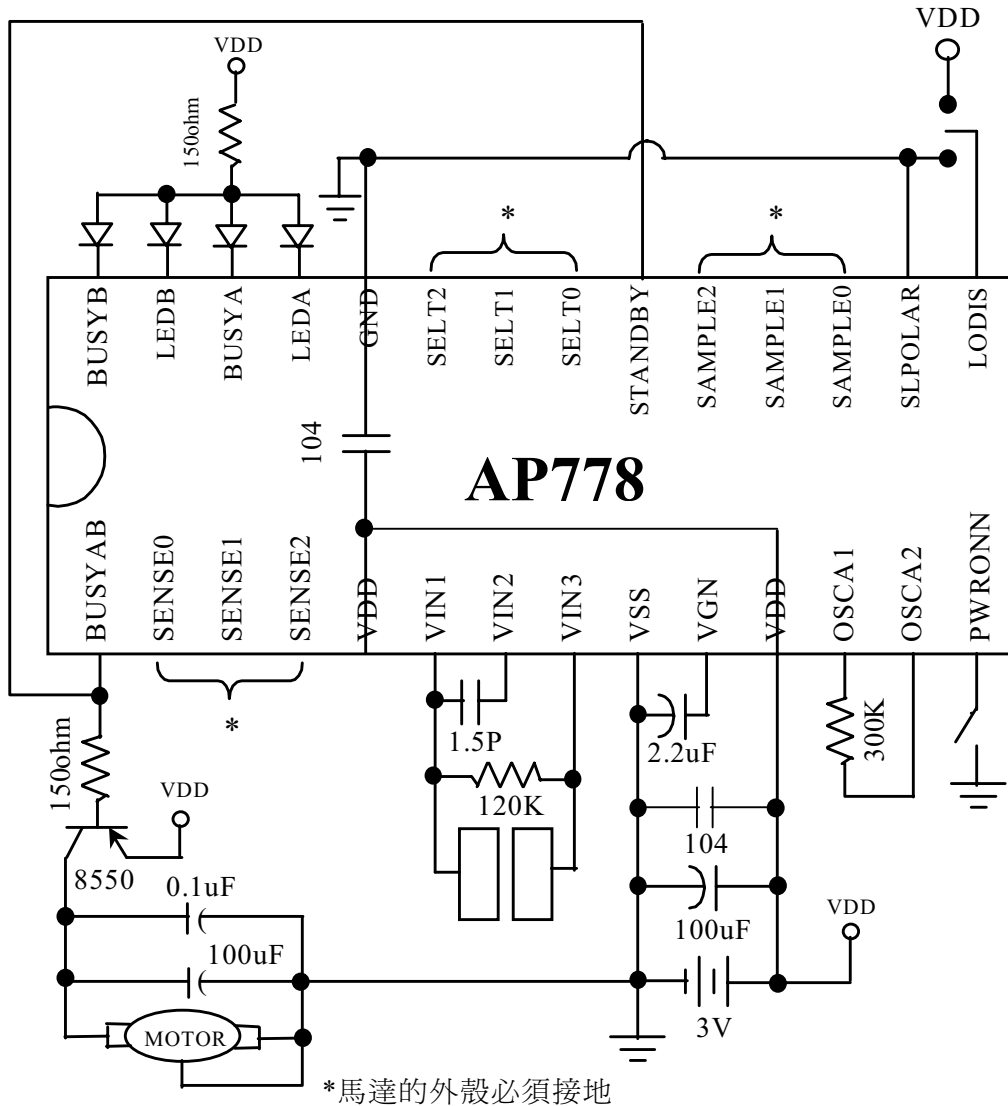 VDD
VDD
150ohm
*
*
BUSYB
LEDB
BUSYA
LEDA
GND
SELT2
SELT1
SELT0
STANDBY
SAMPLE2
SAMPLE1
SAMPLE0
SLPOLAR
LODIS
104
AP778
BUSYAB
SENSE0
SENSE1
SENSE2
VDD
VIN1
VIN2
VIN3
VSS
VGN
VDD
OSCA1
OSCA2
PWRONN
*
1.5P
2.2uF
300K
150ohm
VDD
120K
104
8550
0.1uF
100uF
VDD
100uF
3V
MOTOR
*馬達的外殼必須接地